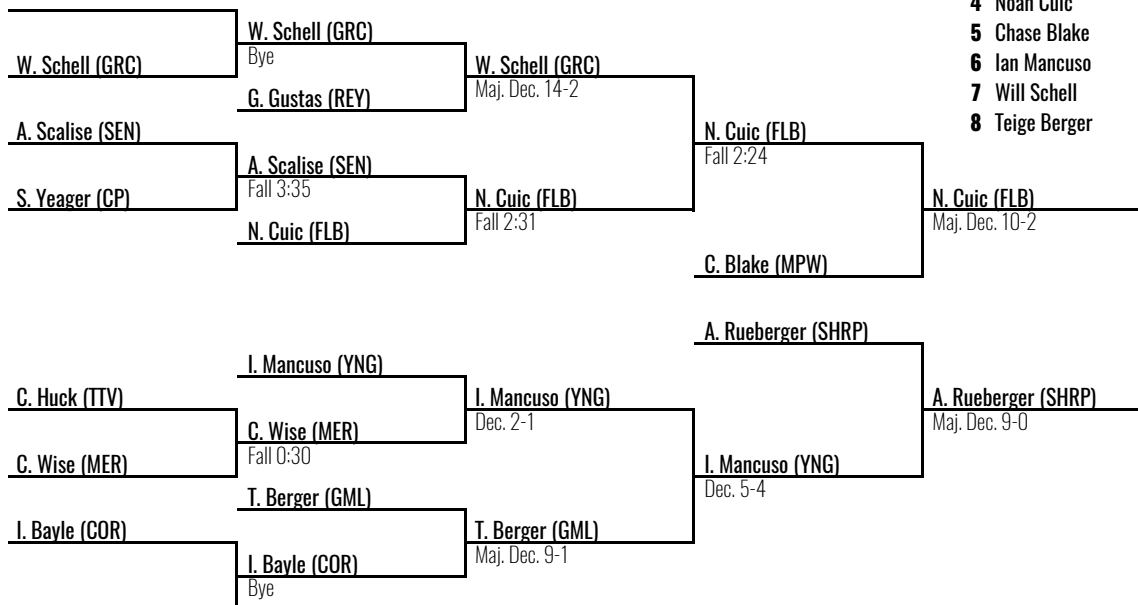 4 Noah Cuic
5 Chase Blake
6 Ian Mancuso
7 Will Schell
8 Teige Berger
W. Schell (GRC)
W. Schell (GRC)
Bye
G. Gustas (REY)
W. Schell (GRC)
Maj. Dec. 14-2
A. Scalise (SEN)
S. Yeager (CP)
A. Scalise (SEN)
Fall 3:35
N. Cuic (FLB)
N. Cuic (FLB)
Fall 2:31
N. Cuic (FLB)
Fall 2:24
C. Blake (MPW)
N. Cuic (FLB)
Maj. Dec. 10-2
C. Huck (TTV)
C. Wise (MER)
I. Mancuso (YNG)
C. Wise (MER)
Fall 0:30
I. Mancuso (YNG)
Dec. 2-1
I. Bayle (COR)
T. Berger (GML)
I. Bayle (COR)
Bye
T. Berger (GML)
Maj. Dec. 9-1
A. Rueberger (SHRP)
I. Mancuso (YNG)
Dec. 5-4
A. Rueberger (SHRP)
Maj. Dec. 9-0